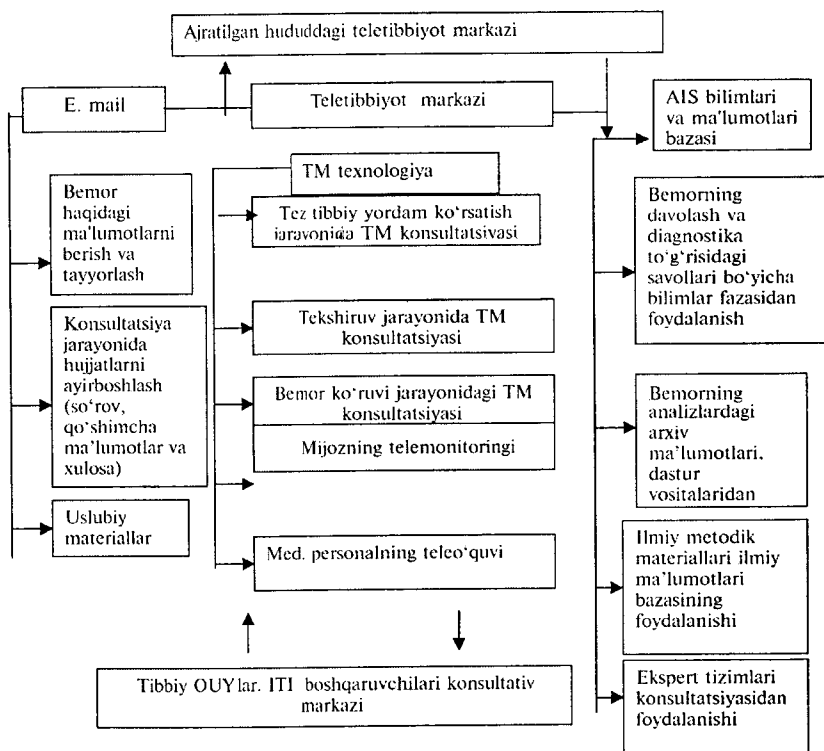 Ajratilgan hududdagi teletibbiyot markazi
E. mail
Teletibbiyot markazi
AIS bilimlari
va ma'lumotlari
bazasi
TM texnologiya
Bemor
haqidagi
ma'lumotlarni
berish va
tayyorlash
Tez tibbiy yordam ko‘rsatish
jarayonida TM konsultatsivasi
Bemorning
davolash va
diagnostika
to‘g‘risidagi
savollari bo‘yicha
bilimlar fazasidan
foydalanish
Konsultatsiya
jarayonida
hujjatlarni
ayirboshlash
(so‘rov,
qo‘shimcha
ma’lumotlar va
xulosa)
Tekshiruv jarayonida TM
konsultatsiyasi
Bemor ko‘ruvi jarayonidagi TM
konsultatsiyasi
Mijozning telemonitoringi
Bemorning
analizlardagi
arxiv
ma’lumotlari,
dastur
vositalaridan
Uslubiy
materiallar
Med. personalning teleo‘quvi
Ilmiy metodik
materiallari ilmiy
ma’lumotlari
bazasining
foydalanishi
Tibbiy OUYlar. ITI boshqaruvchilari konsultativ
markazi
Ekspert tizimlari
konsultatsiyasidan
foydalanishi